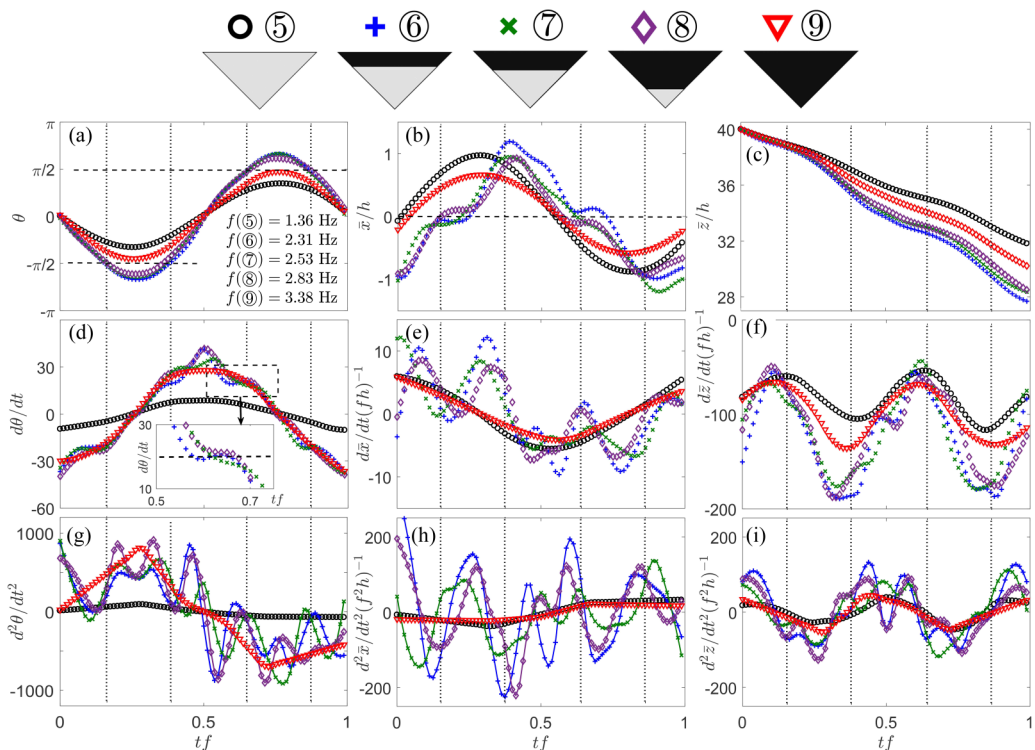 ⑤ ⑥ ⑦ ⑧ ⑨
(a) (b) (c)
π
π/2
0
-π/2
-π
θ
f(⑤) = 1.36 Hz
f(⑥) = 2.31 Hz
f(⑦) = 2.53 Hz
f(⑧) = 2.83 Hz
f(⑨) = 3.38 Hz
1
0
-1
x̄/h
40
36
32
28
z̄/h
(d) (e) (f)
60
30
0
-30
-60
dθ/dt
30
10
dθ/dt
0.5 0.7 tf
10
0
-10
dx̄/dt(fh)⁻¹
0
-100
-200
dz̄/dt(fh)⁻¹
(g) (h) (i)
1000
0
-1000
d²θ/dt²
0 0.5 1
tf
200
0
-200
d²x̄/dt²(f²h)⁻¹
0 0.5 1
tf
200
0
-200
d²z̄/dt²(f²h)⁻¹
0 0.5 1
tf